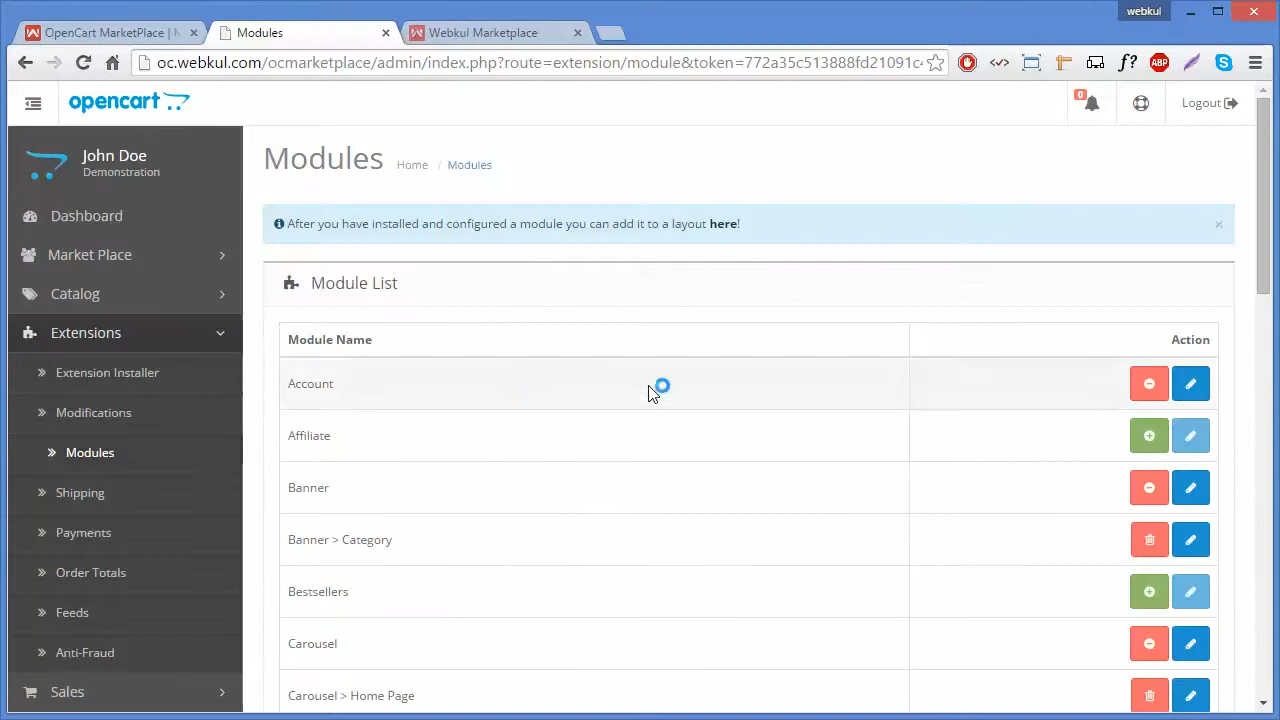 webkul
OpenCart MarketPlace | M
Modules
Webkul Marketplace
oc.webkul.com/ocmarketplace/admin/index.php?route=extension/module&token=772a35c513888fd21091c4
f?
ABP
opencart
0
Logout
John Doe
Demonstration
Dashboard
Market Place
Catalog
Extensions
Extension Installer
Modifications
Modules
Shipping
Payments
Order Totals
Feeds
Anti-Fraud
Sales
Modules
Home / Modules
After you have installed and configured a module you can add it to a layout here!
Module List
Module Name Action
Account
Affiliate
Banner
Banner > Category
Bestsellers
Carousel
Carousel > Home Page